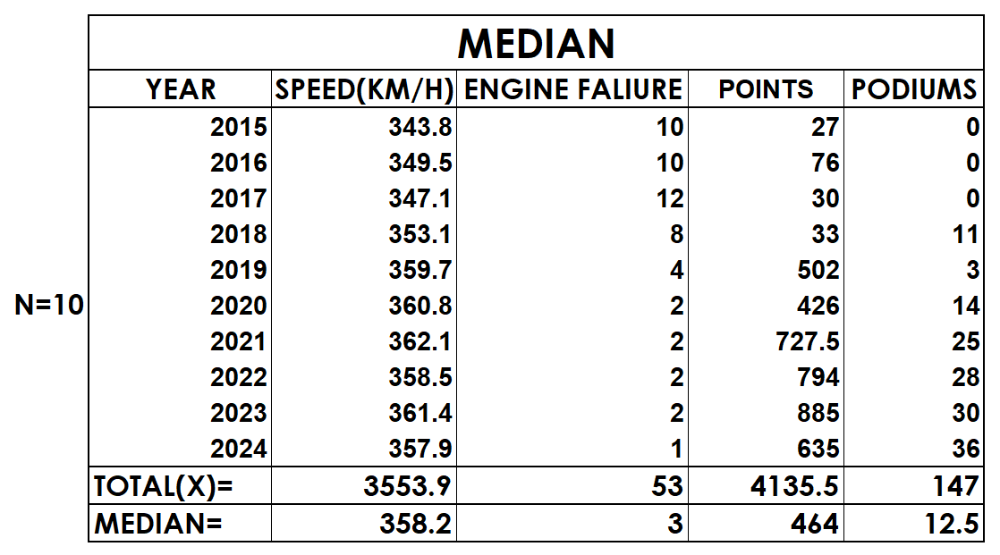 MEDIAN
YEAR SPEED(KM/H) ENGINE FALIURE POINTS PODIUMS
2015 343.8 10 27 0
2016 349.5 10 76 0
2017 347.1 12 30 0
2018 353.1 8 33 11
2019 359.7 4 502 3
N=10 2020 360.8 2 426 14
2021 362.1 2 727.5 25
2022 358.5 2 794 28
2023 361.4 2 885 30
2024 357.9 1 635 36
TOTAL(X)= 3553.9 53 4135.5 147
MEDIAN= 358.2 3 464 12.5